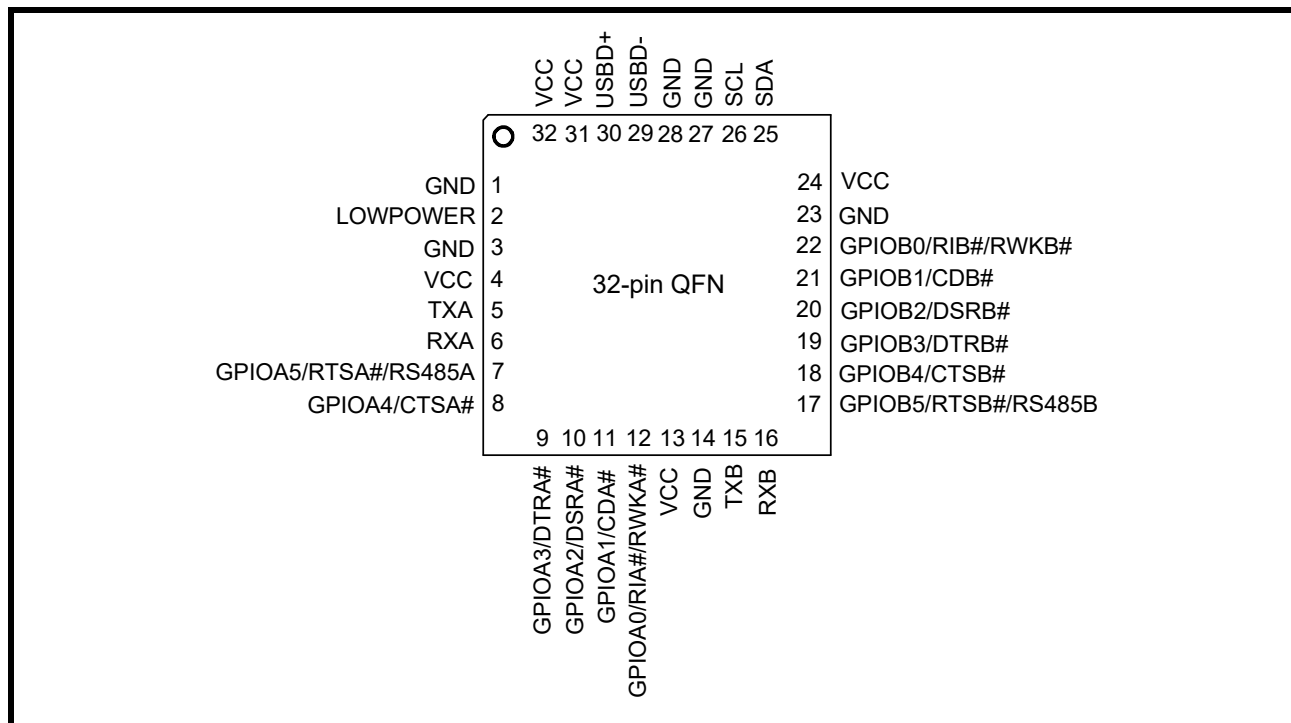 VCC
VCC
USBD+
USBD-
GND
GND
SCL
SDA
32 31 30 29 28 27 26 25
GND 1
LOWPOWER 2
GND 3
VCC 4
TXA 5
RXA 6
GPIOA5/RTSA#/RS485A 7
GPIOA4/CTSA# 8
32-pin QFN
24 VCC
23 GND
22 GPIOB0/RIB#/RWKB#
21 GPIOB1/CDB#
20 GPIOB2/DSRB#
19 GPIOB3/DTRB#
18 GPIOB4/CTSB#
17 GPIOB5/RTSB#/RS485B
9 10 11 12 13 14 15 16
GPIOA3/DTRA#
GPIOA2/DSRA#
GPIOA1/CDA#
GPIOA0/RIA#/RWKA#
VCC
GND
TXB
RXB